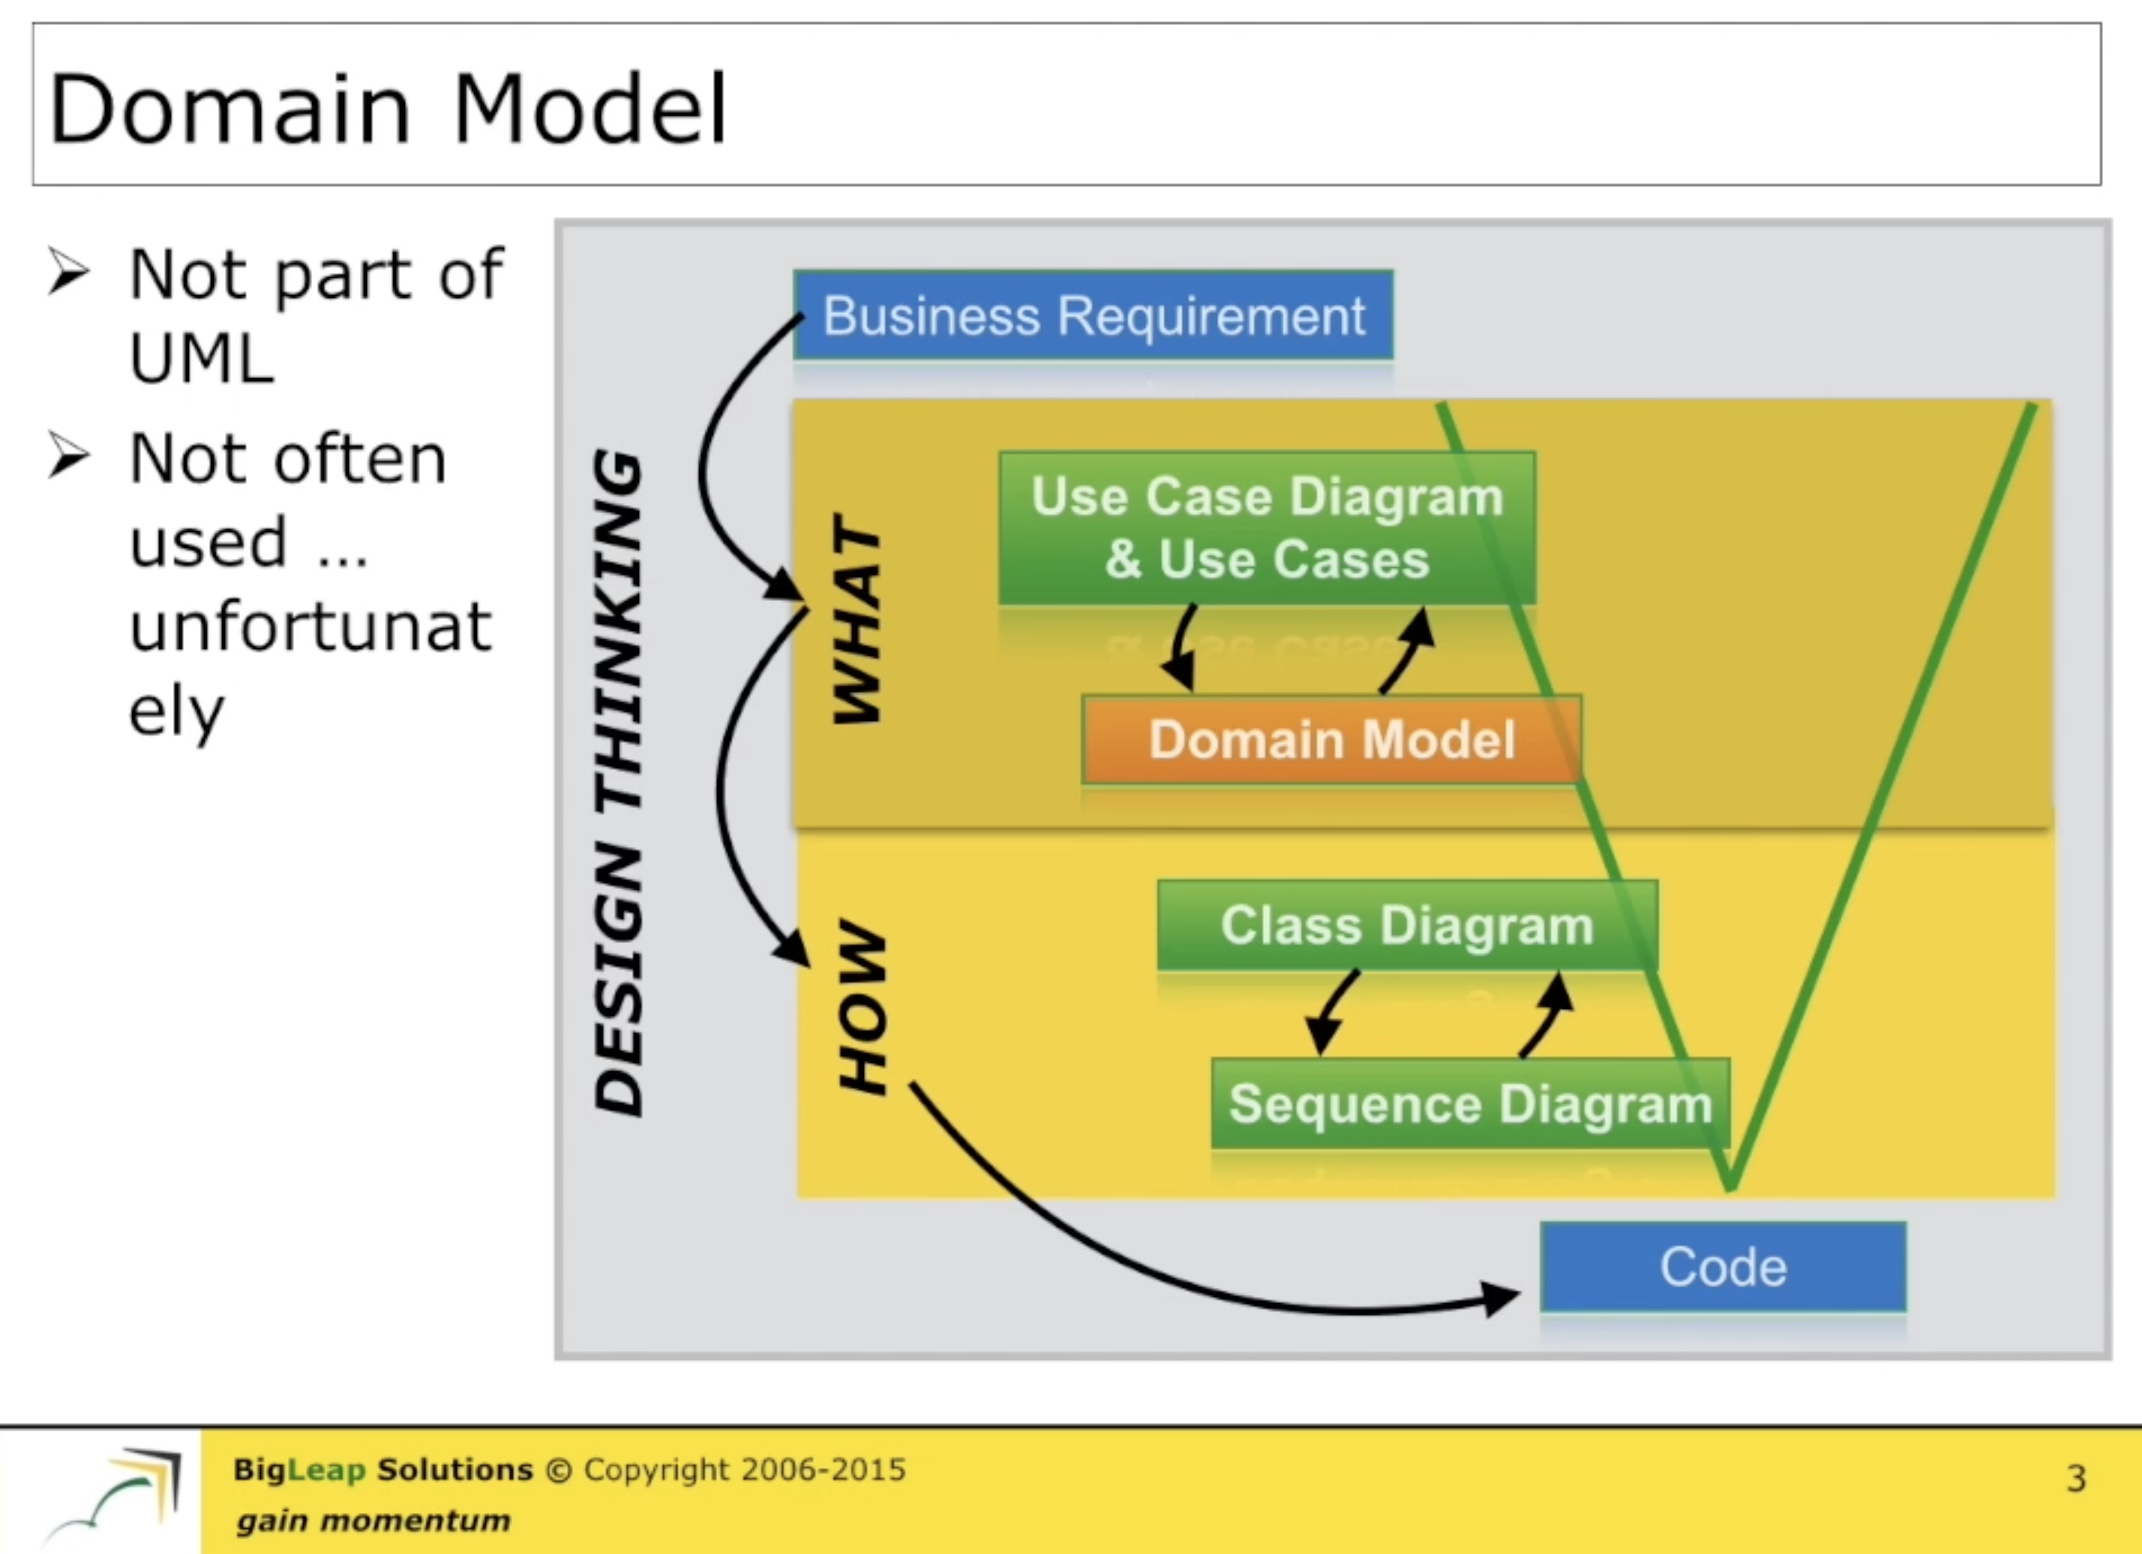 Domain Model
➢ Not part of
UML
➢ Not often
used ...
unfortunat
ely
DESIGN THINKING
Business Requirement
WHAT
Use Case Diagram
& Use Cases
Domain Model
HOW
Class Diagram
Sequence Diagram
Code
BigLeap Solutions © Copyright 2006-2015
gain momentum
3